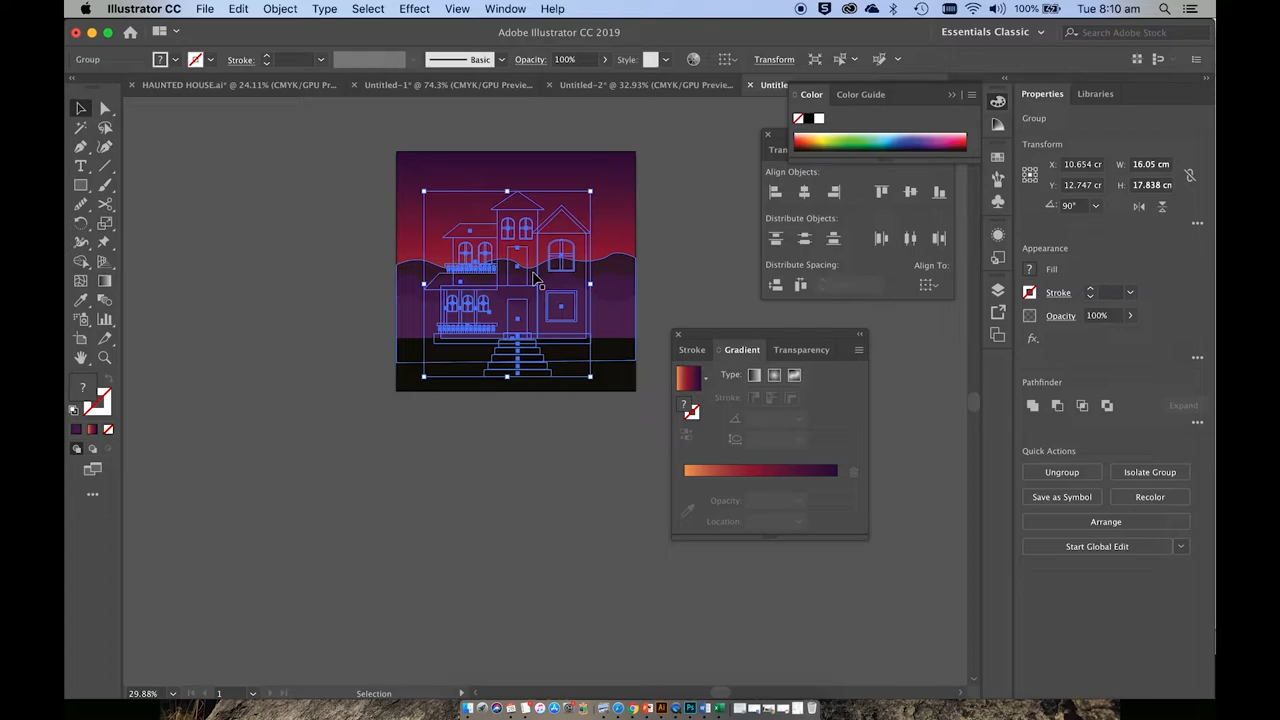 Illustrator CC File Edit Object Type Select Effect View Window Help 100% Tue 8:10 am
Adobe Illustrator CC 2019 Essentials Classic Search Adobe Stock
Group Stroke: Basic Opacity: 100% Style: Transform
HAUNTED HOUSE.ai* @ 24.11% (CMYK/GPU Prev... Untitled-1* @ 74.3% (CMYK/GPU Preview... Untitled-2* @ 32.93% (CMYK/GPU Preview...
Color Color Guide
Properties Libraries
Group
Transform
X: 10.654 cr W: 16.05 cm
Y: 12.747 cr H: 17.838 cm
90°
Align Objects:
Distribute Objects:
Distribute Spacing: Align To:
Appearance
? Fill
Stroke
Opacity 100%
fx.
Pathfinder
Expand
Quick Actions
Ungroup Isolate Group
Save as Symbol Recolor
Arrange
Start Global Edit
Stroke Gradient Transparency
Type:
Stroke:
?
Opacity:
Location:
?
29.88% 1 Selection